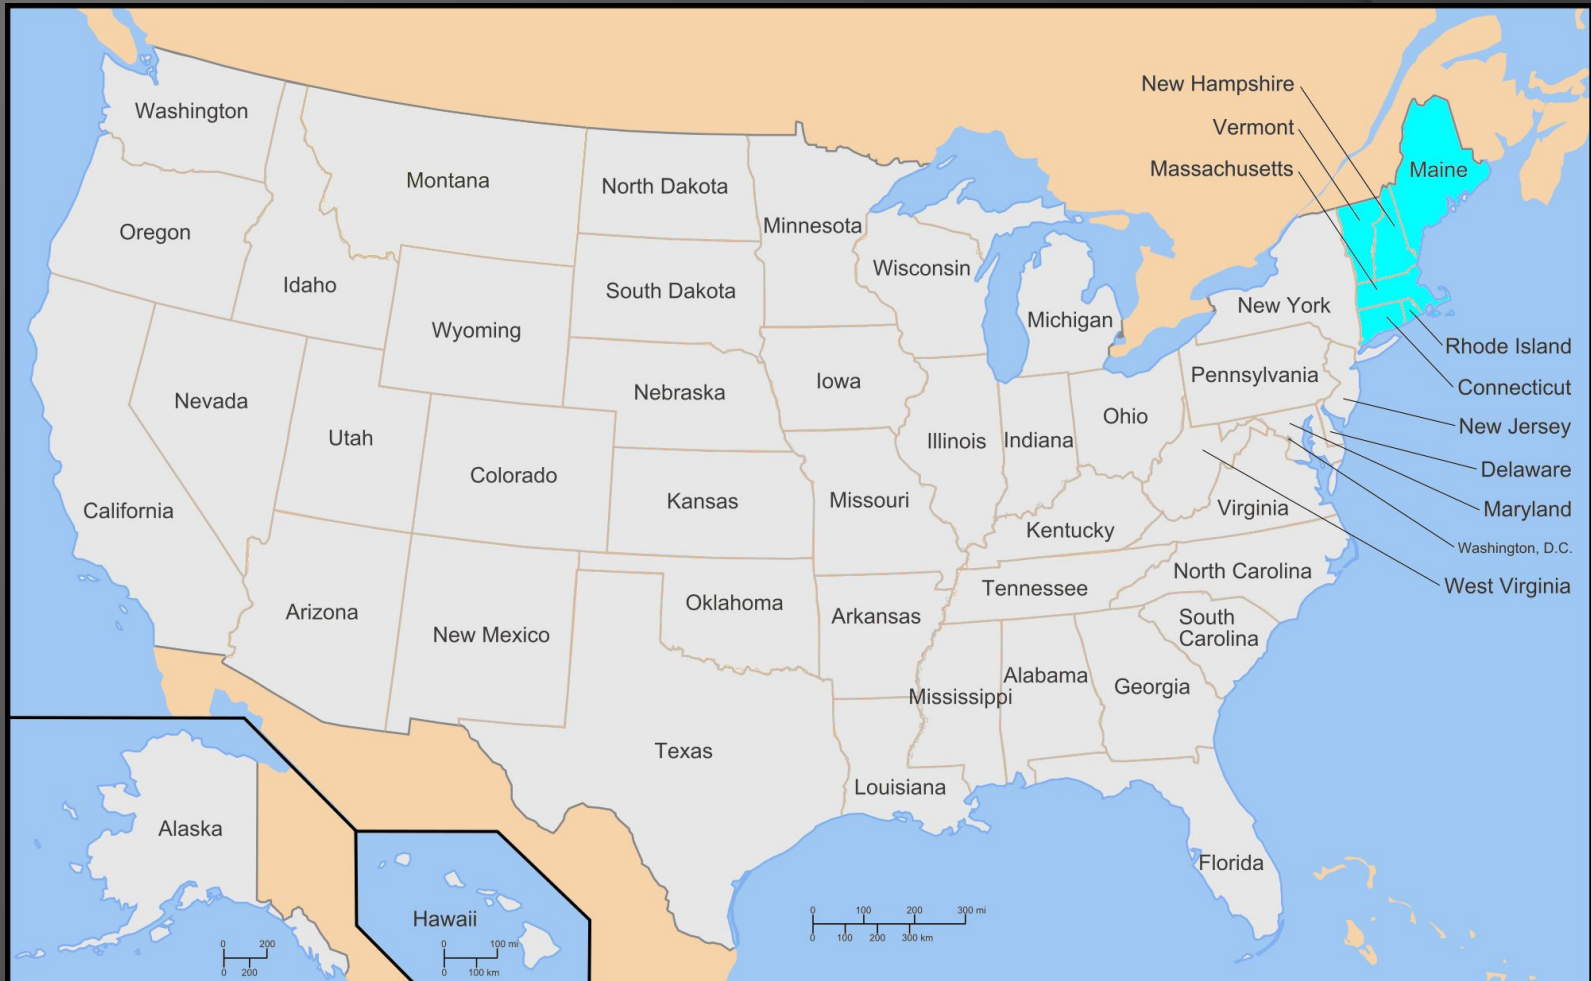 New Hampshire
Vermont
Massachusetts
Maine
Washington
Montana
North Dakota
Minnesota
Oregon
Idaho
Wisconsin
South Dakota
Michigan
New York
Wyoming
Rhode Island
Pennsylvania
Connecticut
Iowa
Nebraska
Nevada
Ohio
New Jersey
Utah
Illinois
Indiana
Colorado
Delaware
Kansas
Missouri
California
Virginia
Maryland
Kentucky
Washington, D.C.
North Carolina
West Virginia
Tennessee
Oklahoma
Arizona
Arkansas
South
Carolina
New Mexico
Alabama
Georgia
Mississippi
Texas
Louisiana
Alaska
Florida
Hawaii
0 100 200 300 mi
0 100 200 300 km
0 200
0 200
0 100 mi
0 100 km